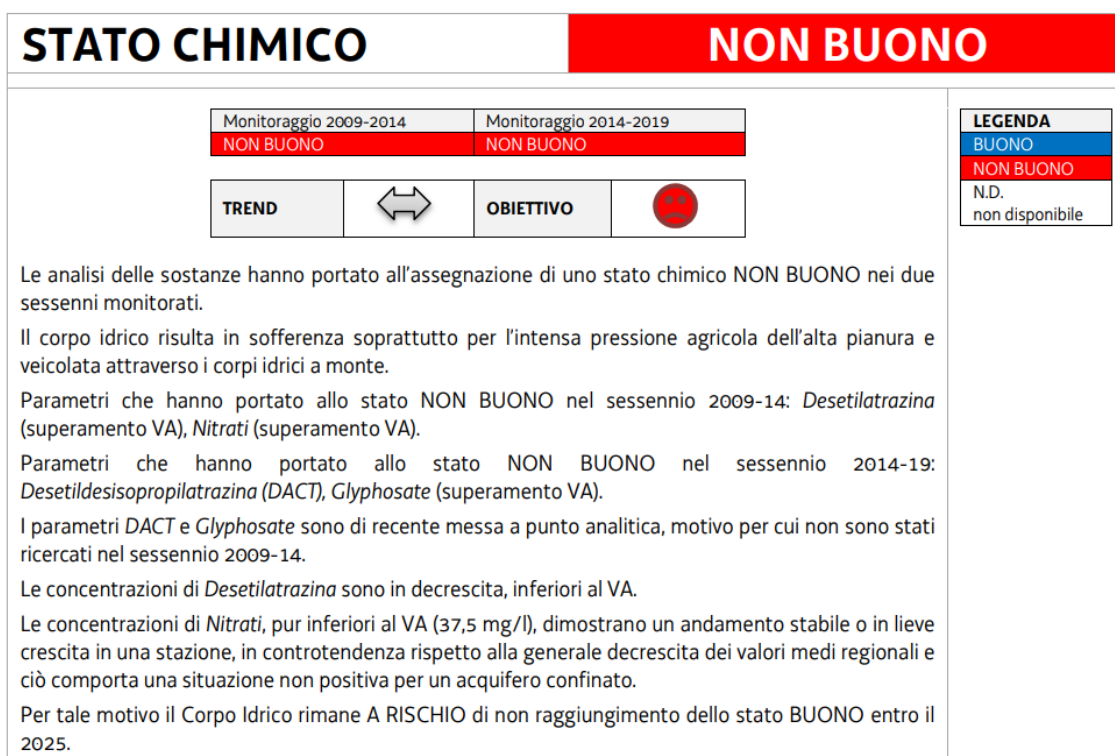 STATO CHIMICO
NON BUONO
Monitoraggio 2009-2014
Monitoraggio 2014-2019
NON BUONO
NON BUONO
TREND
OBIETTIVO
LEGENDA
BUONO
NON BUONO
N.D.
non disponibile
Le analisi delle sostanze hanno portato all'assegnazione di uno stato chimico NON BUONO nei due
sessenni monitorati.
Il corpo idrico risulta in sofferenza soprattutto per l'intensa pressione agricola dell'alta pianura e
veicolata attraverso i corpi idrici a monte.
Parametri che hanno portato allo stato NON BUONO nel sessennio 2009-14: Desetilatrazina
(superamento VA), Nitrati (superamento VA).
Parametri che hanno portato allo stato NON BUONO nel sessennio 2014-19:
Desetildesisopropilatrazina (DACT), Glyphosate (superamento VA).
I parametri DACT e Glyphosate sono di recente messa a punto analitica, motivo per cui non sono stati
ricercati nel sessennio 2009-14.
Le concentrazioni di Desetilatrazina sono in decrescita, inferiori al VA.
Le concentrazioni di Nitrati, pur inferiori al VA (37,5 mg/l), dimostrano un andamento stabile o in lieve
crescita in una stazione, in controtendenza rispetto alla generale decrescita dei valori medi regionali e
ciò comporta una situazione non positiva per un acquifero confinato.
Per tale motivo il Corpo Idrico rimane A RISCHIO di non raggiungimento dello stato BUONO entro il
2025.